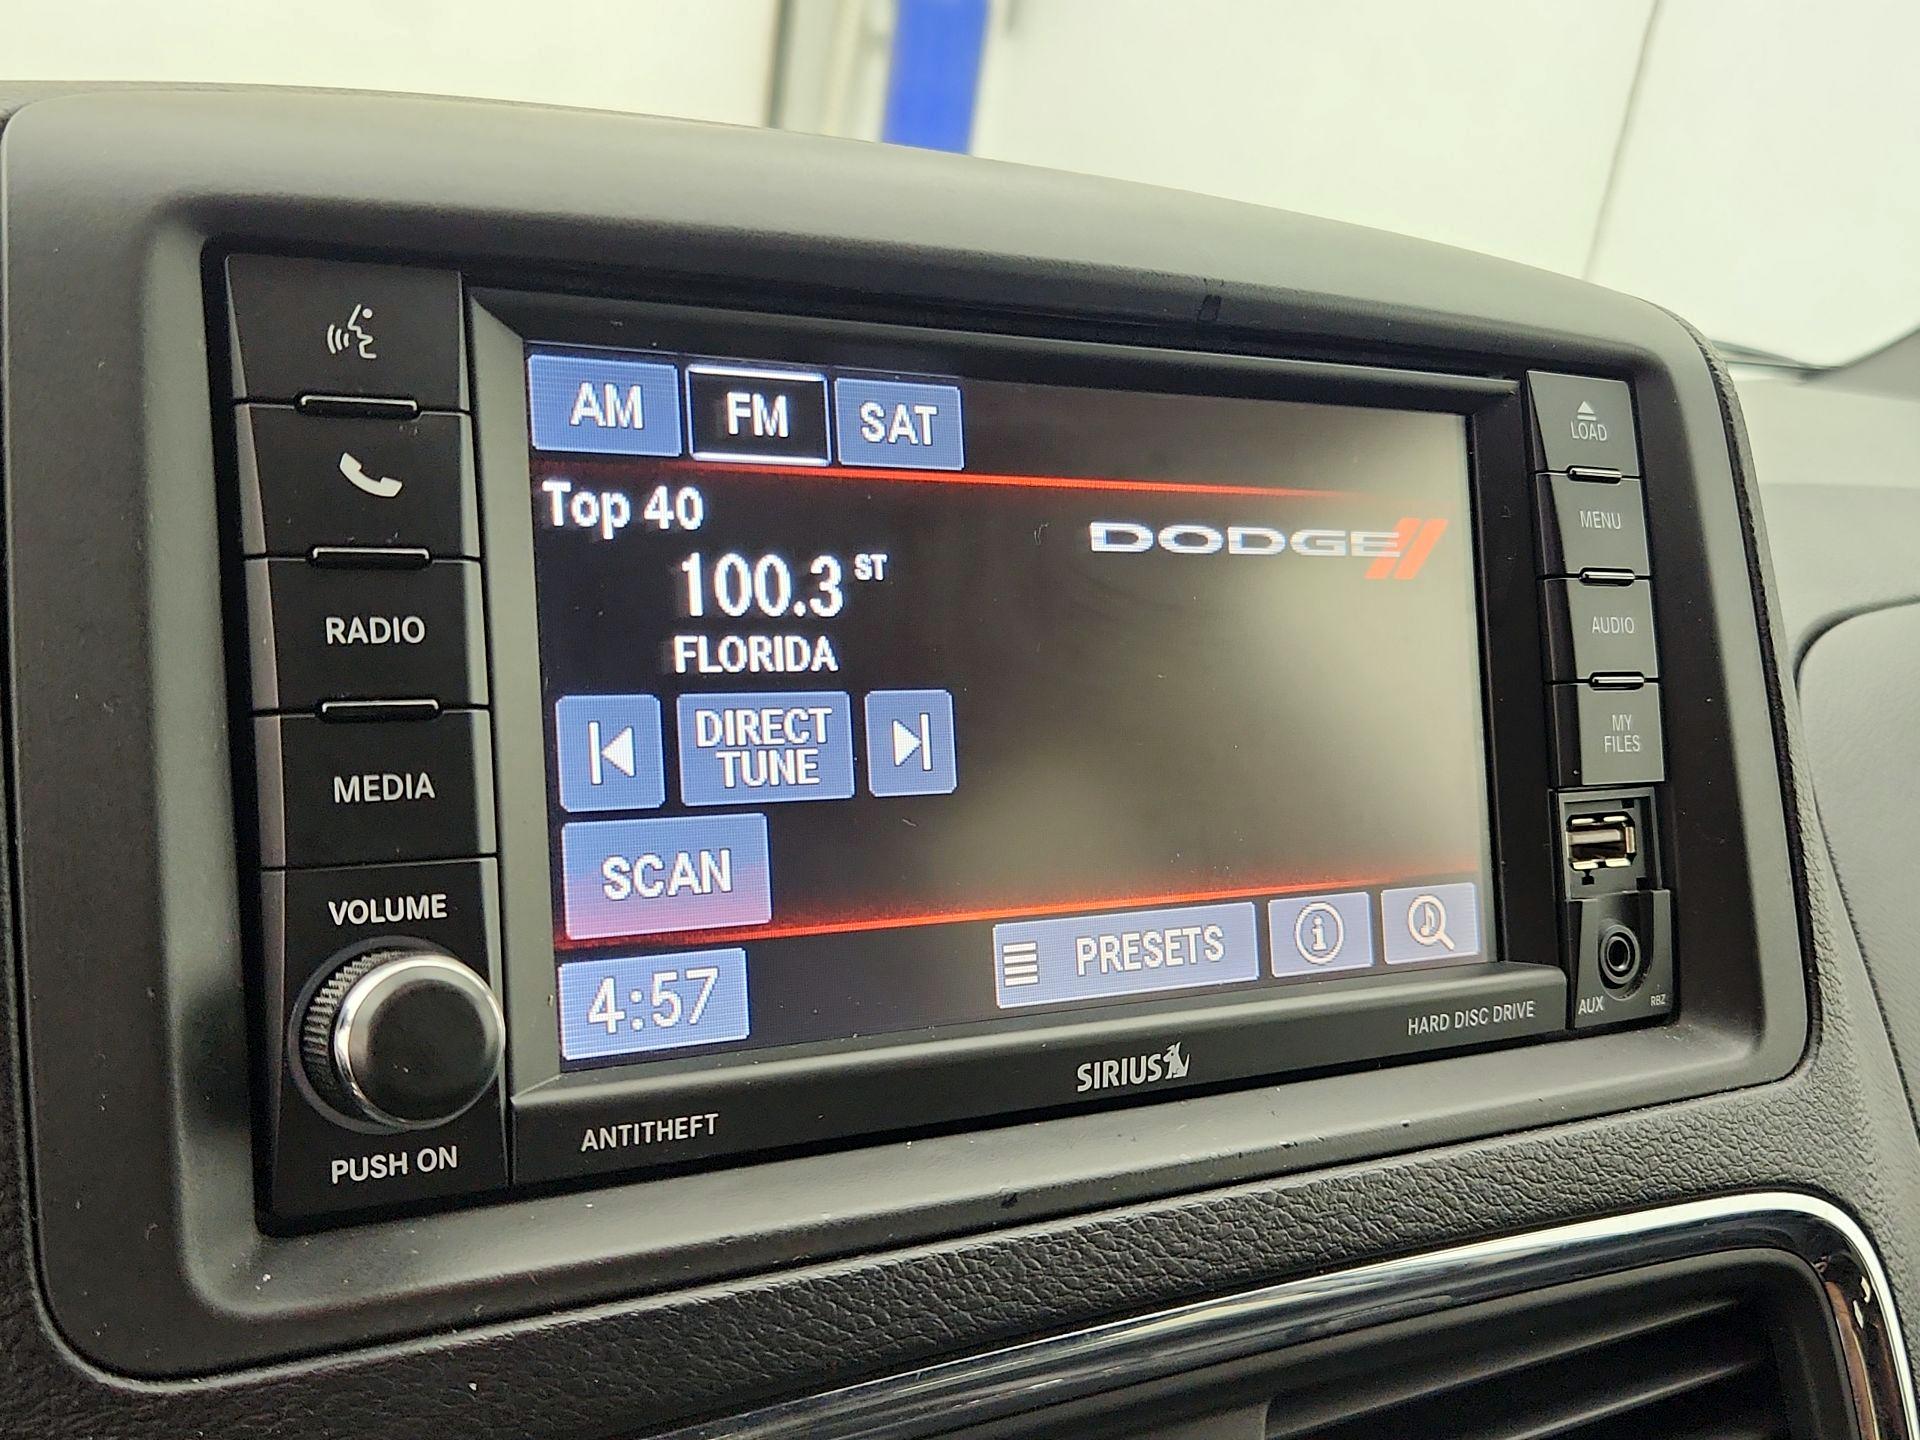 AM FM SAT
Top 40
DODGE
100.3 ST
FLORIDA
DIRECT
TUNE
SCAN
4:57
PRESETS
i
RADIO
MEDIA
VOLUME
PUSH ON
LOAD
MENU
AUDIO
MY
FILES
AUX RBZ
ANTITHEFT
SIRIUS
HARD DISC DRIVE